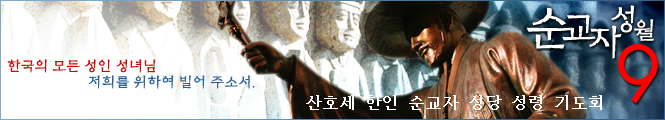 순교자 성월
9
한국의 모든 성인 성녀님
저희를 위하여 빌어 주소서.
산호세 한인 순교자 성당 성령 기도회